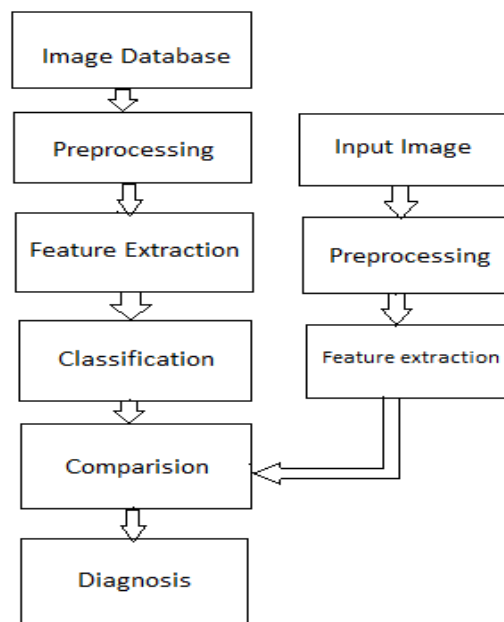 Image Database
Preprocessing
Feature Extraction
Classification
Comparision
Diagnosis
Input Image
Preprocessing
Feature extraction